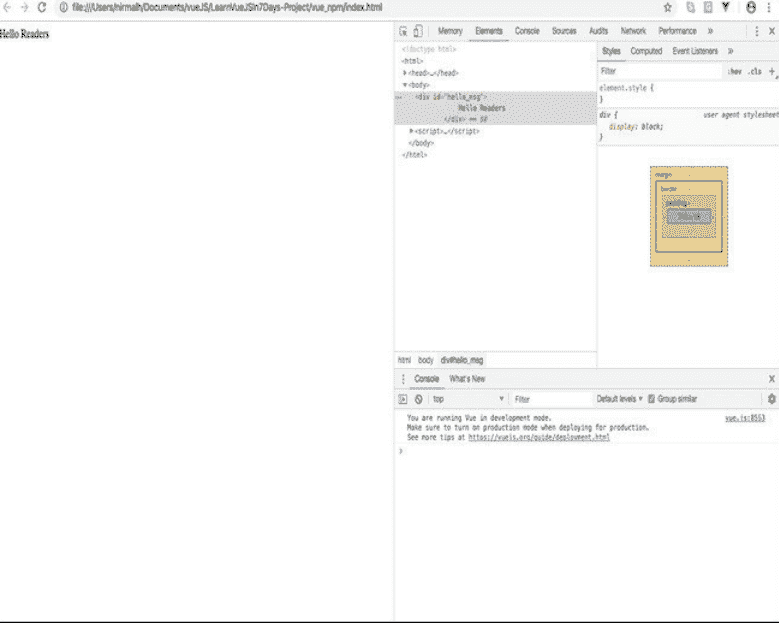 file:///Users/nirmalh/Documents/vueJS/LearnVueJSIn7Days-Project/vue_npm/index.html
Hello Readers
Memory Elements Console Sources Audits Network Performance »
<!doctype html>
<html>
<head>…</head>
<body>
<div id="hello_msg">
Hello Readers
</div> == $0
<script>…</script>
</body>
</html>
Styles Computed Event Listeners »
Filter :hov .cls +
element.style {
}
div { user agent stylesheet
display: block;
}
margin -
border -
-
html body div#hello_msg
Console What's New
top Filter Default levels Group similar
You are running Vue in development mode. vue.js:8553
Make sure to turn on production mode when deploying for production.
See more tips at https://vuejs.org/guide/deployment.html